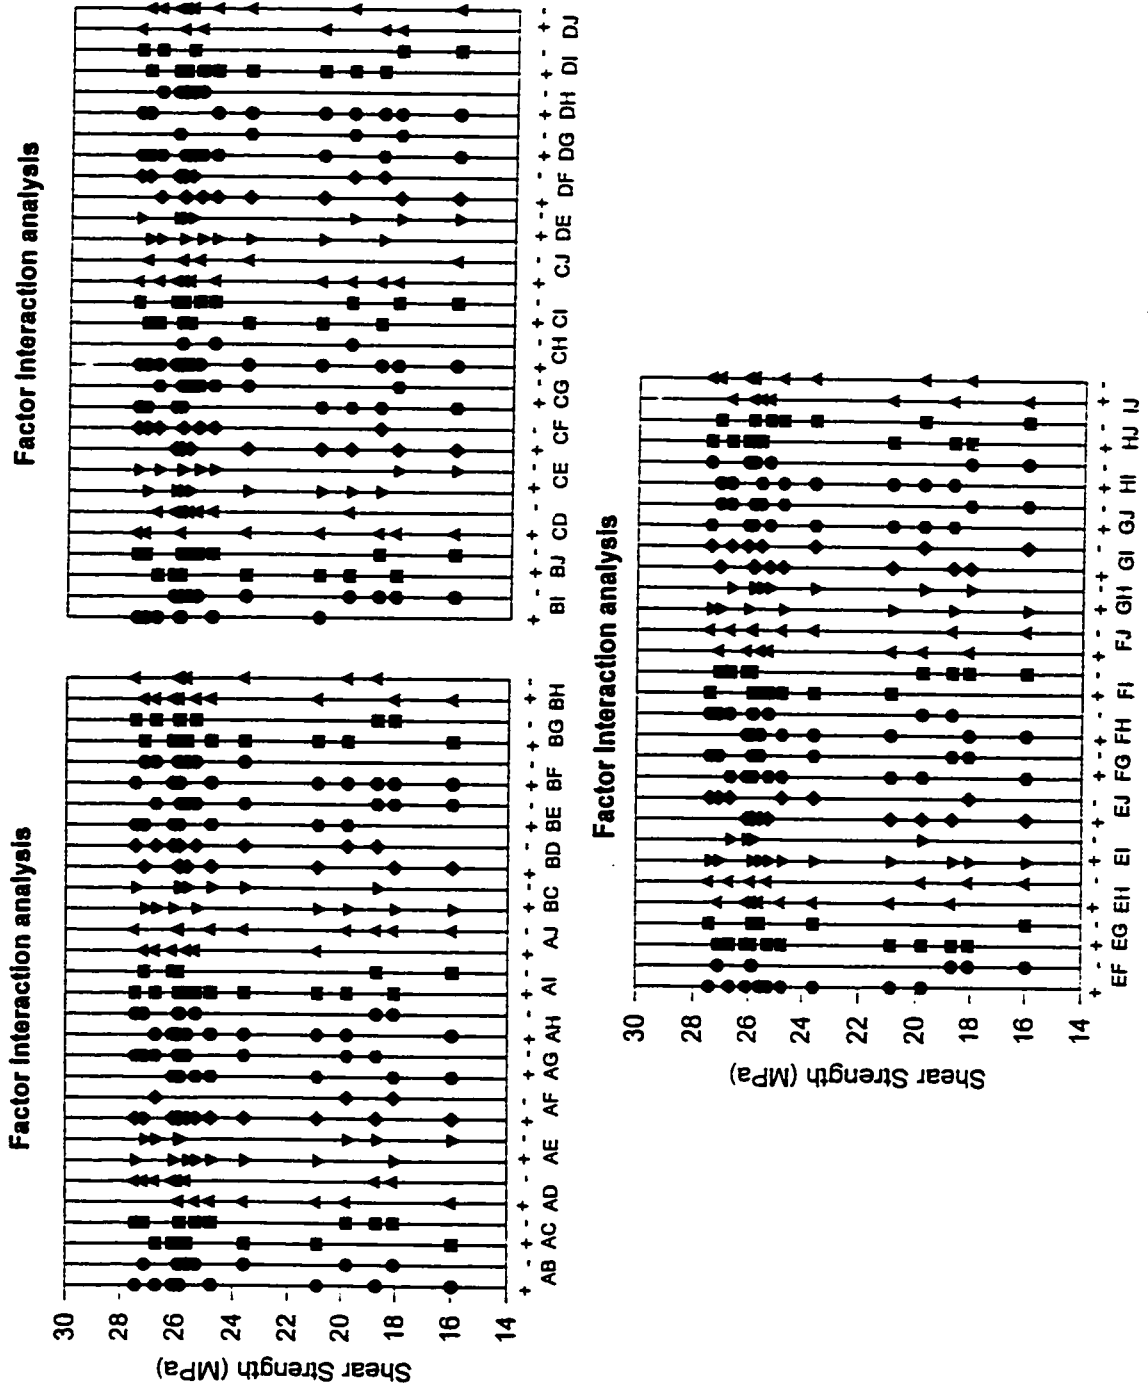 Factor Interaction analysis
Shear Strength (MPa)
30
28
26
24
22
20
18
16
14
+ - + - + - + - + - + - + - + - + - + - + - + - + - + - + -
AB AC AD AE AF AG AH AI AJ BC BD BE BF BG BH
Factor Interaction analysis
+ - + - + - + - + - + - + - + - + - + - + - + - + - + - + -
BI BJ CD CE CF CG CH CI CJ DE DF DG DH DI DJ
Factor Interaction analysis
Shear Strength (MPa)
30
28
26
24
22
20
18
16
14
+ - + - + - + - + - + - + - + - + - + - + - + - + - + - + -
EF EG EH EI EJ FG FH FI FJ GH GI GJ HI HJ IJ